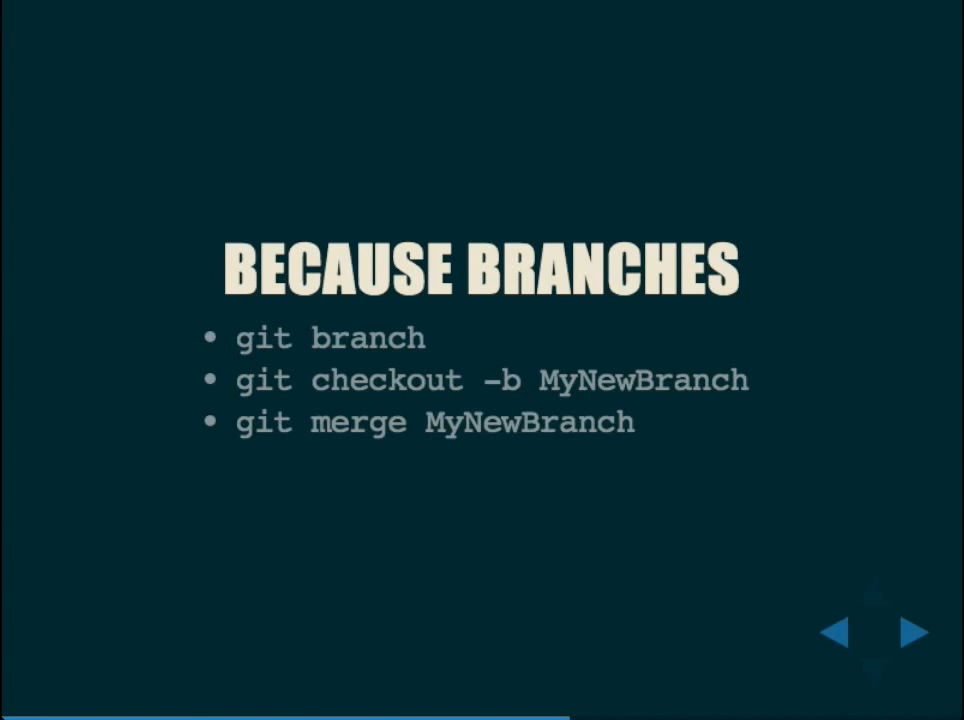 BECAUSE BRANCHES
• git branch
• git checkout -b MyNewBranch
• git merge MyNewBranch